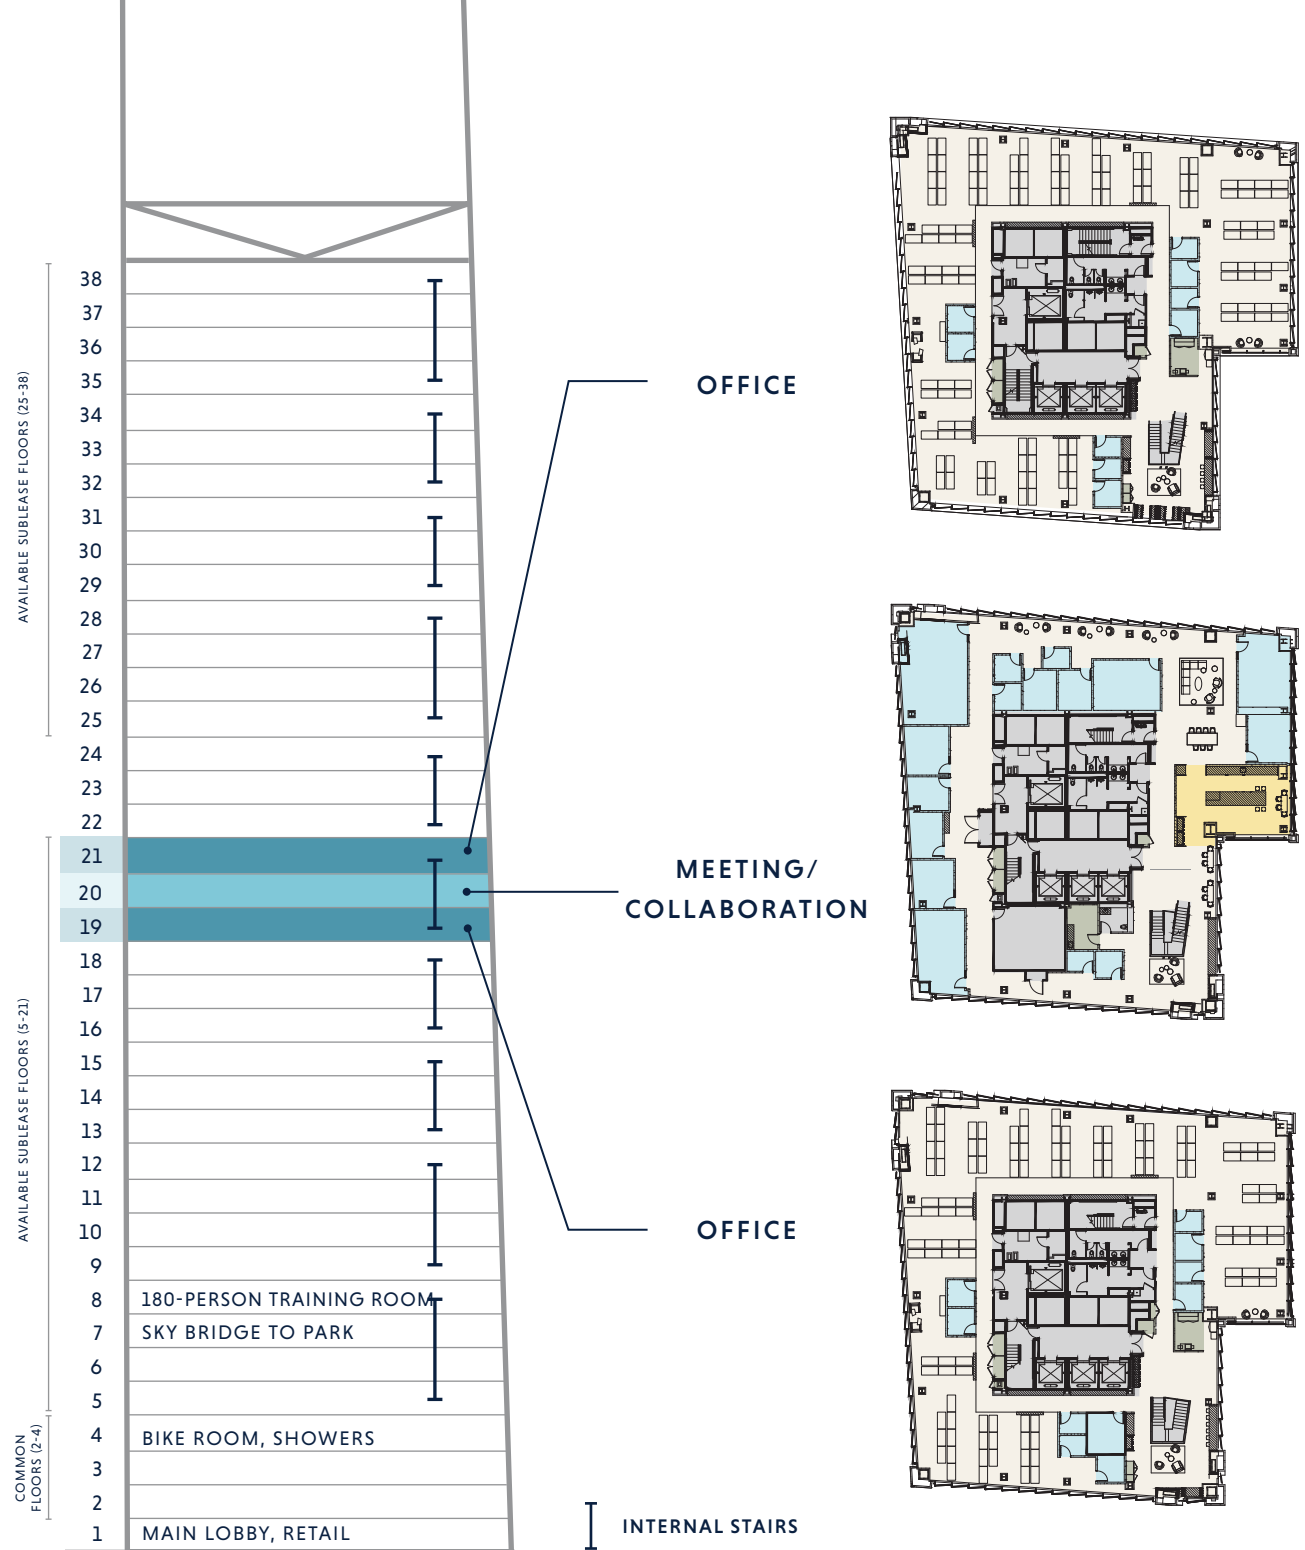 38
37
36
35
34
33
32
31
30
29
28
27
26
25
24
23
22
21
20
19
18
17
16
15
14
13
12
11
10
9
8 180-PERSON TRAINING ROOM
7 SKY BRIDGE TO PARK
6
5
4 BIKE ROOM, SHOWERS
3
2
1 MAIN LOBBY, RETAIL
AVAILABLE SUBLEASE FLOORS (25-38)
AVAILABLE SUBLEASE FLOORS (5-21)
COMMON
FLOORS (2-4)
OFFICE
MEETING/
COLLABORATION
OFFICE
INTERNAL STAIRS